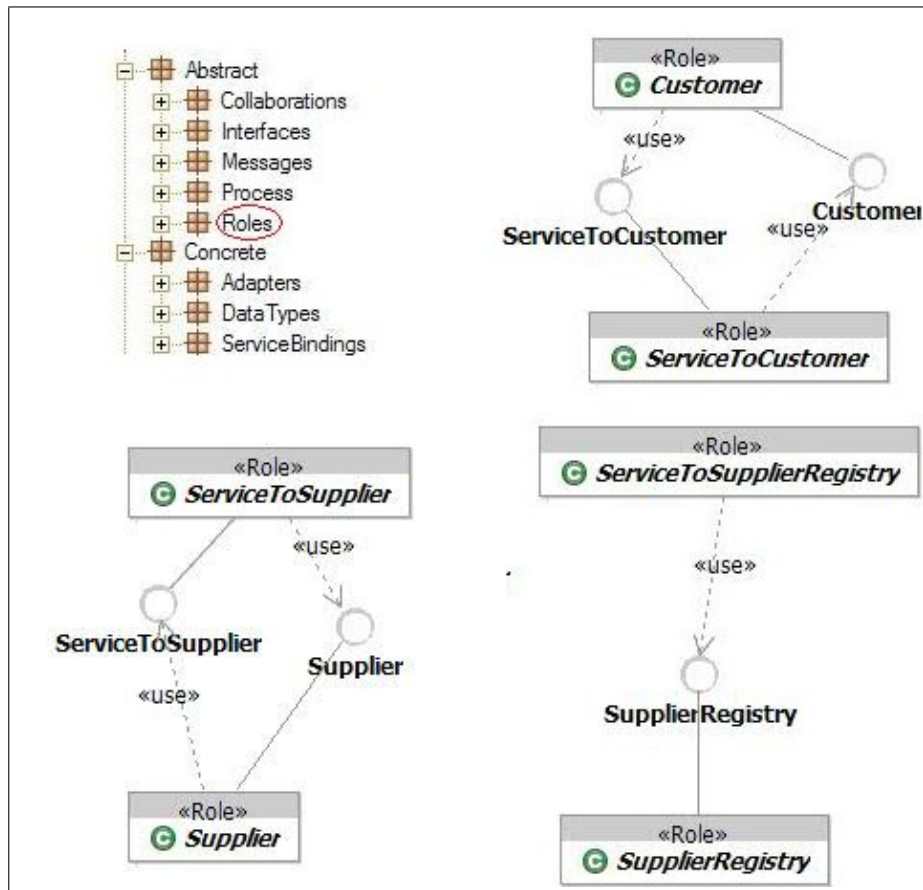 Abstract
Collaborations
Interfaces
Messages
Process
Roles
Concrete
Adapters
DataTypes
ServiceBindings
«Role»
Customer
«use»
«use»
ServiceToCustomer
Customer
«Role»
ServiceToCustomer
«Role»
ServiceToSupplier
«use»
ServiceToSupplier
Supplier
«use»
«Role»
Supplier
«Role»
ServiceToSupplierRegistry
«use»
SupplierRegistry
«Role»
SupplierRegistry